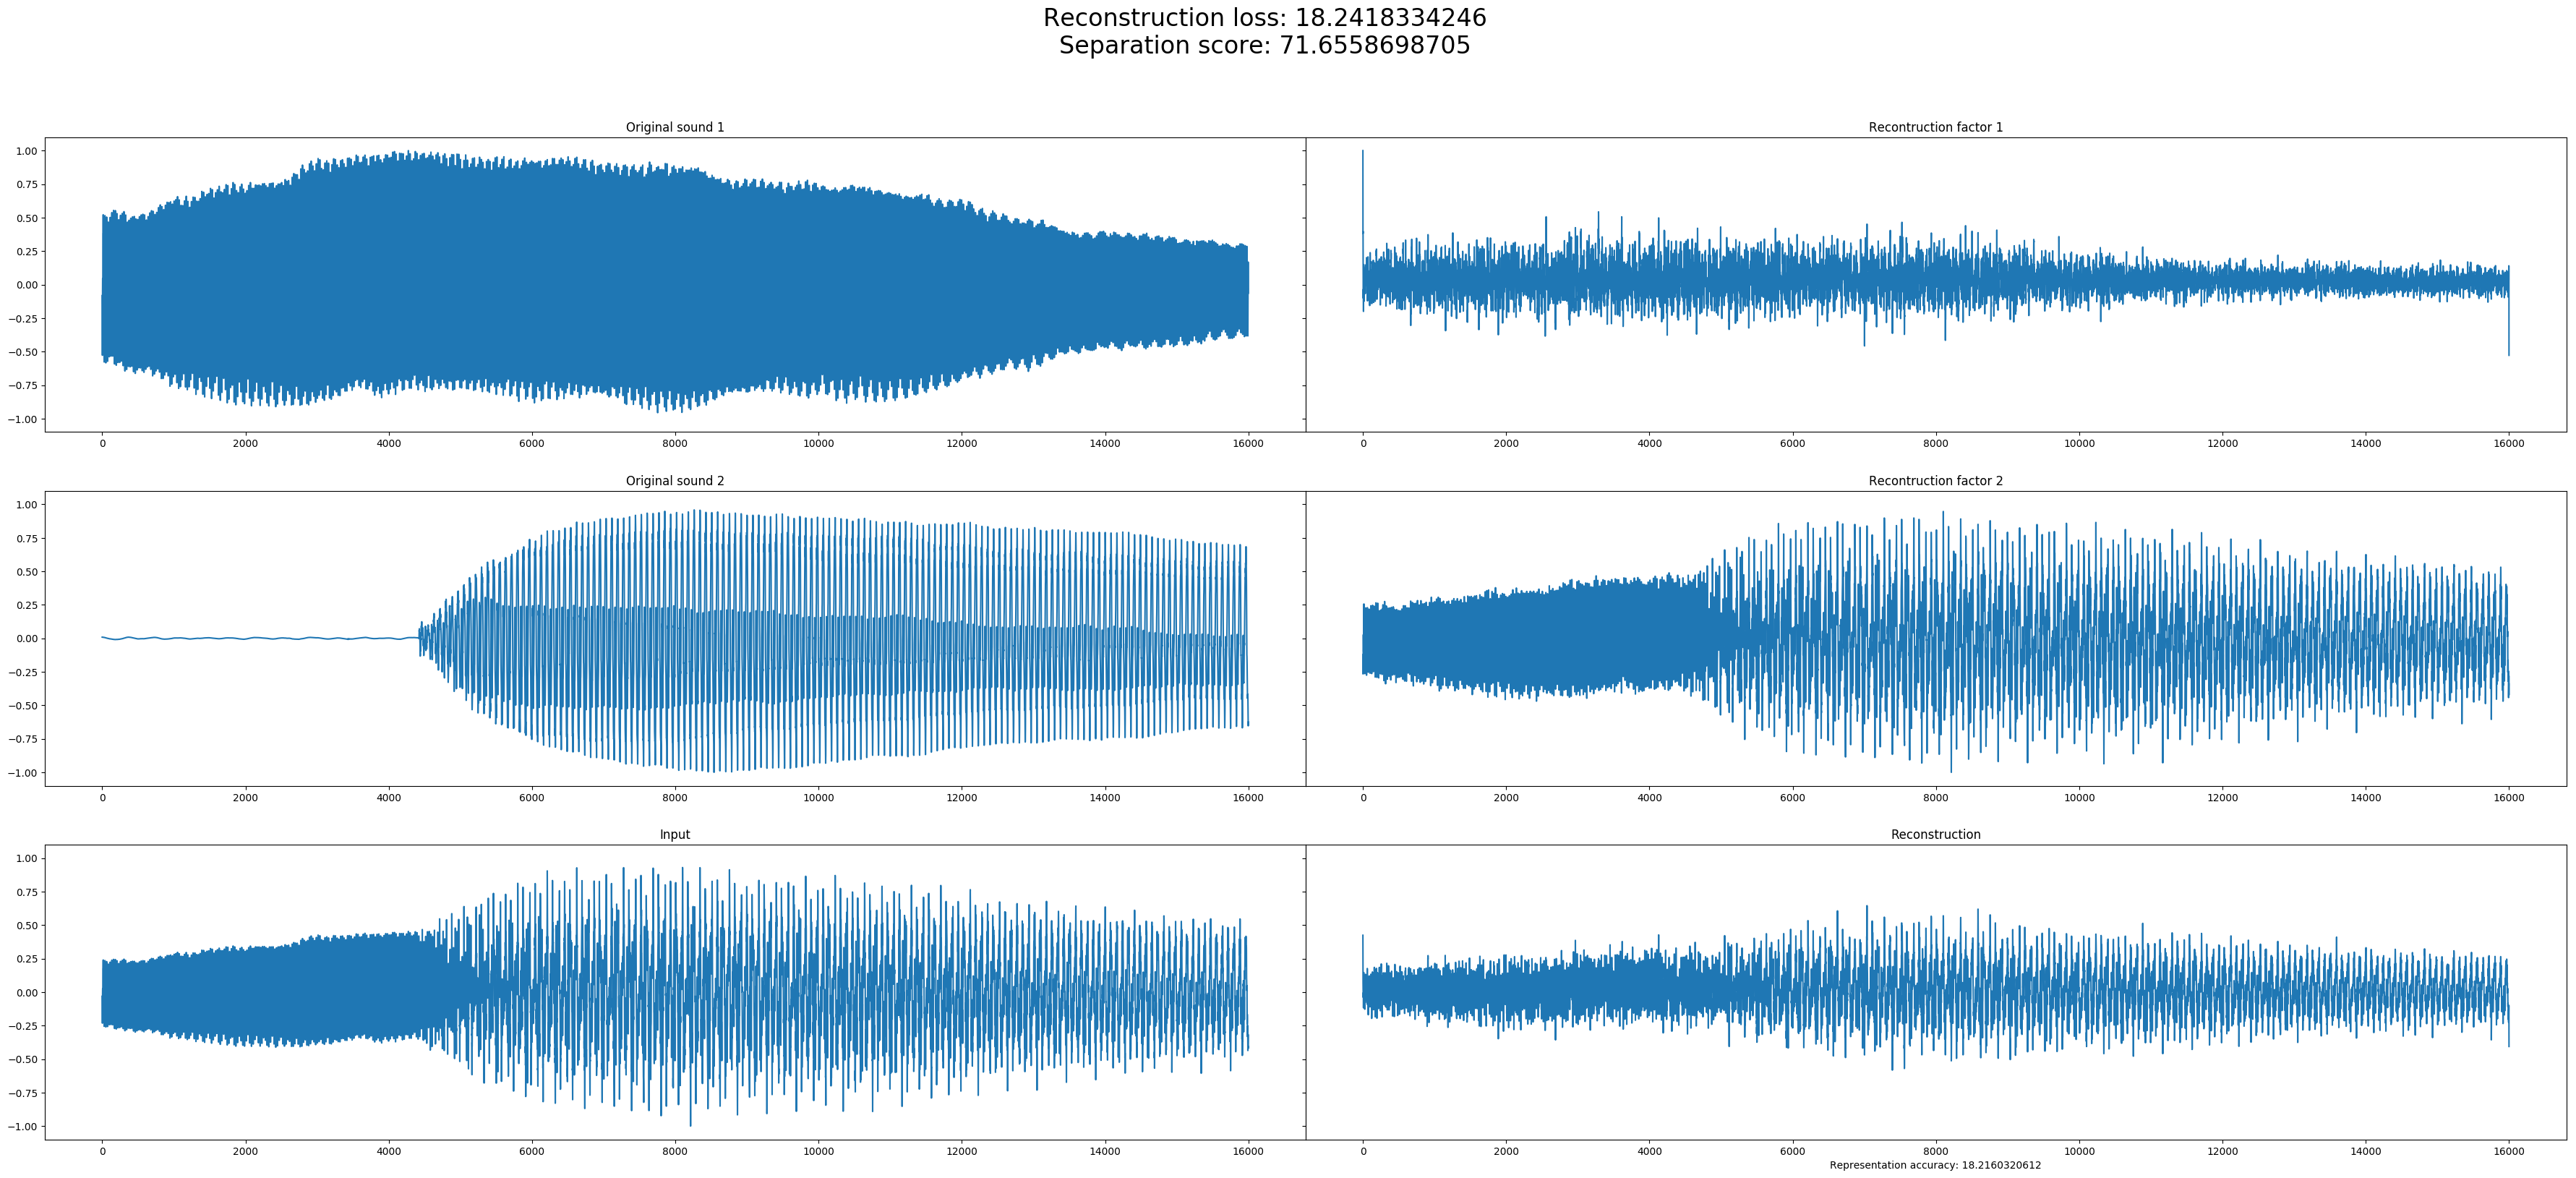 Reconstruction loss: 18.2418334246
Separation score: 71.6558698705
Original sound 1
Recontruction factor 1
1.00
0.75
0.50
0.25
0.00
−0.25
−0.50
−0.75
−1.00
0 2000 4000 6000 8000 10000 12000 14000 16000
0 2000 4000 6000 8000 10000 12000 14000 16000
Original sound 2
Recontruction factor 2
1.00
0.75
0.50
0.25
0.00
−0.25
−0.50
−0.75
−1.00
0 2000 4000 6000 8000 10000 12000 14000 16000
0 2000 4000 6000 8000 10000 12000 14000 16000
Input
Reconstruction
1.00
0.75
0.50
0.25
0.00
−0.25
−0.50
−0.75
−1.00
0 2000 4000 6000 8000 10000 12000 14000 16000
0 2000 4000 6000 8000 10000 12000 14000 16000
Representation accuracy: 18.2160320612